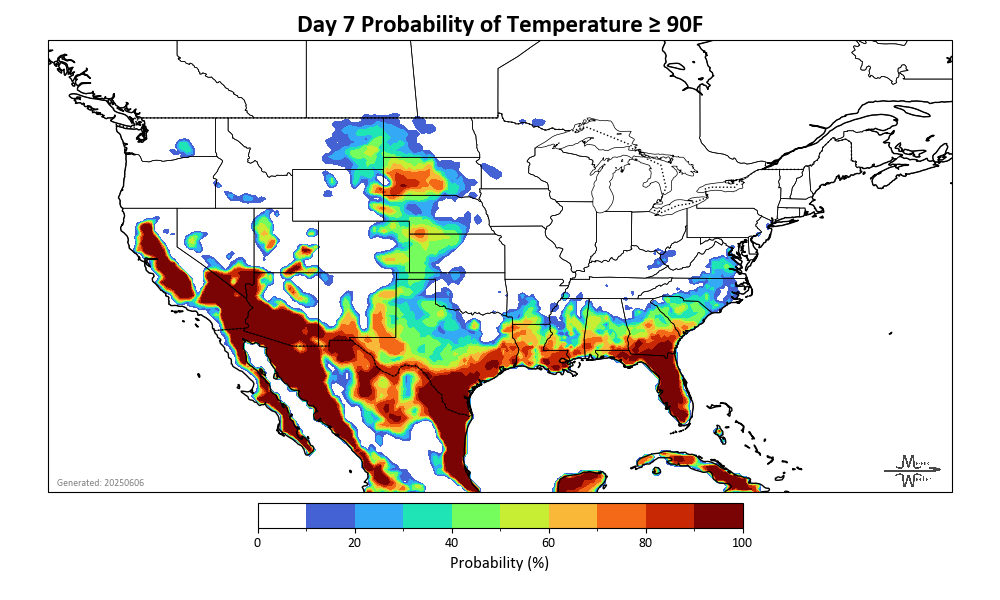 Day 7 Probability of Temperature ≥ 90F
Generated: 20250606
0 20 40 60 80 100
Probability (%)